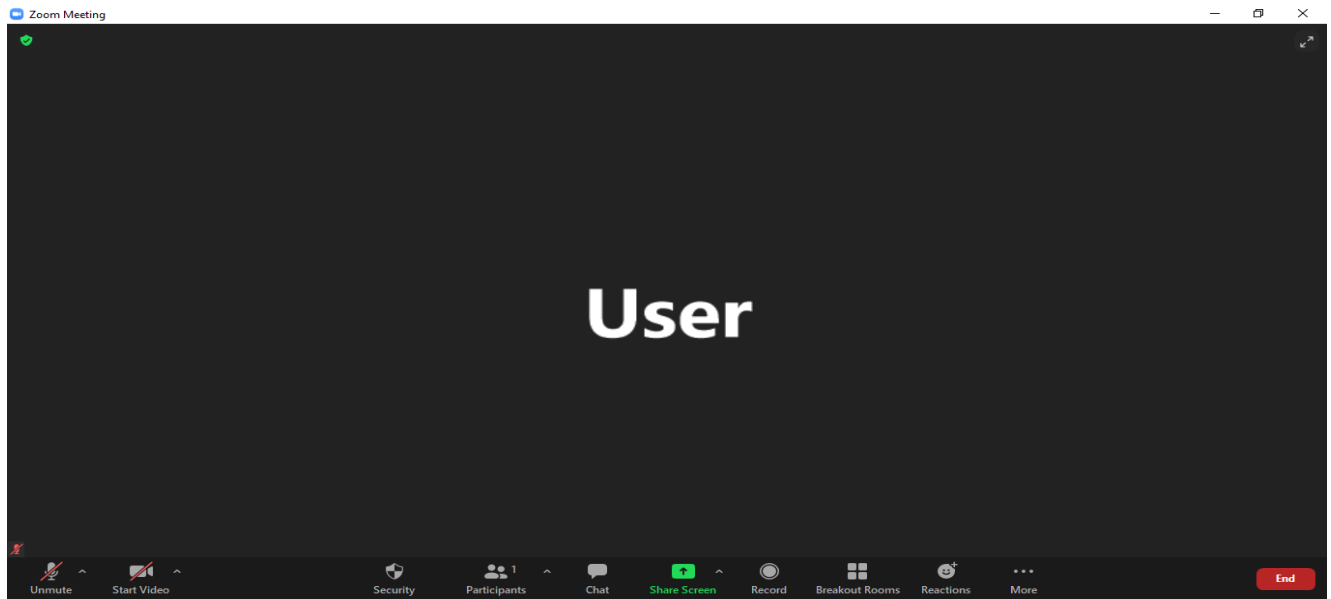 Zoom Meeting
User
Unmute Start Video Security Participants 1 Chat Share Screen Record Breakout Rooms Reactions More End